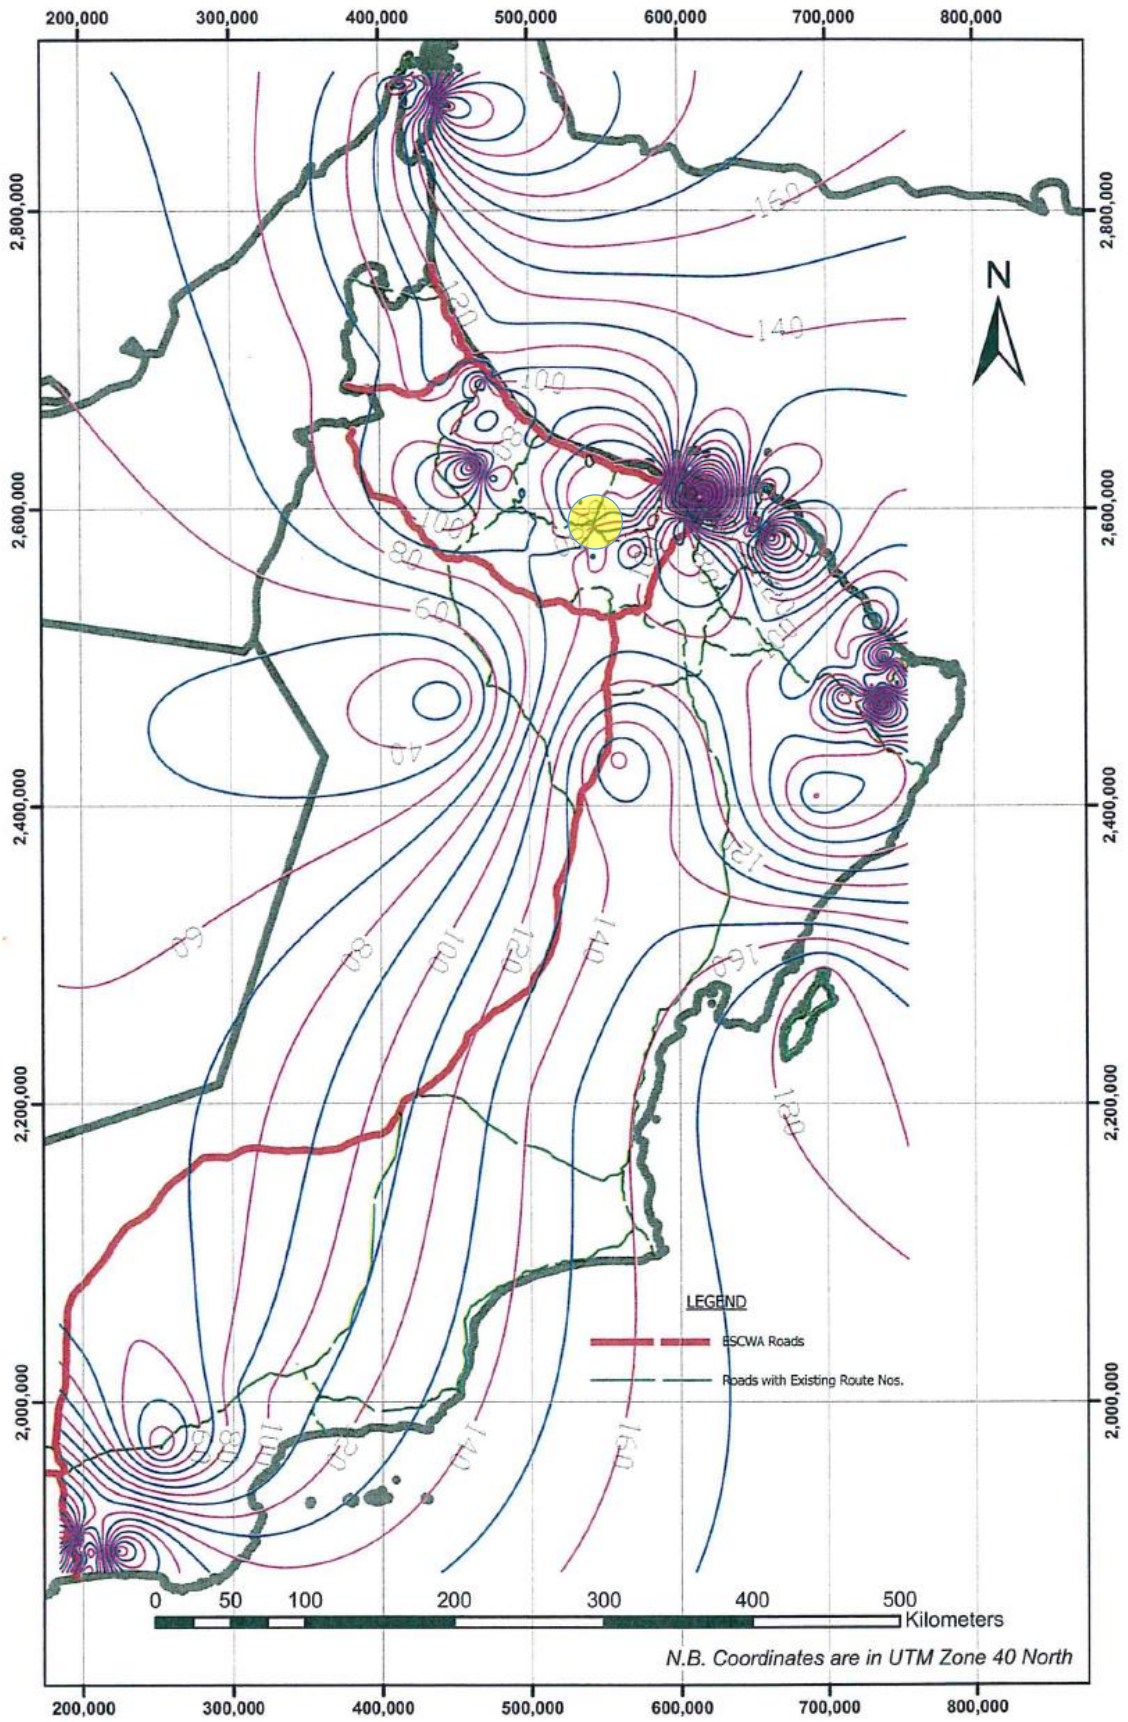 200,000 300,000 400,000 500,000 600,000 700,000
160
2,800,000 2,800,000
N
120
140
100
80
2,600,000 2,600,000
100
80
80
60
120
100
40
2,400,000 2,400,000
120
60 80 100 120 140
160
180
2,200,000 2,200,000
LEGEND
ESCWA Roads
Roads with Existing Route Nos.
2,000,000 2,000,000
60 80 100 120 140 160
0 50 100 200 300 400 500
Kilometers
N.B. Coordinates are in UTM Zone 40 North
200,000 300,000 400,000 500,000 600,000 700,000 800,000